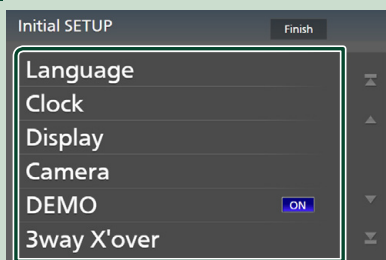 Initial SETUP Finish
Language
Clock
Display
Camera
DEMO ON
3way X'over